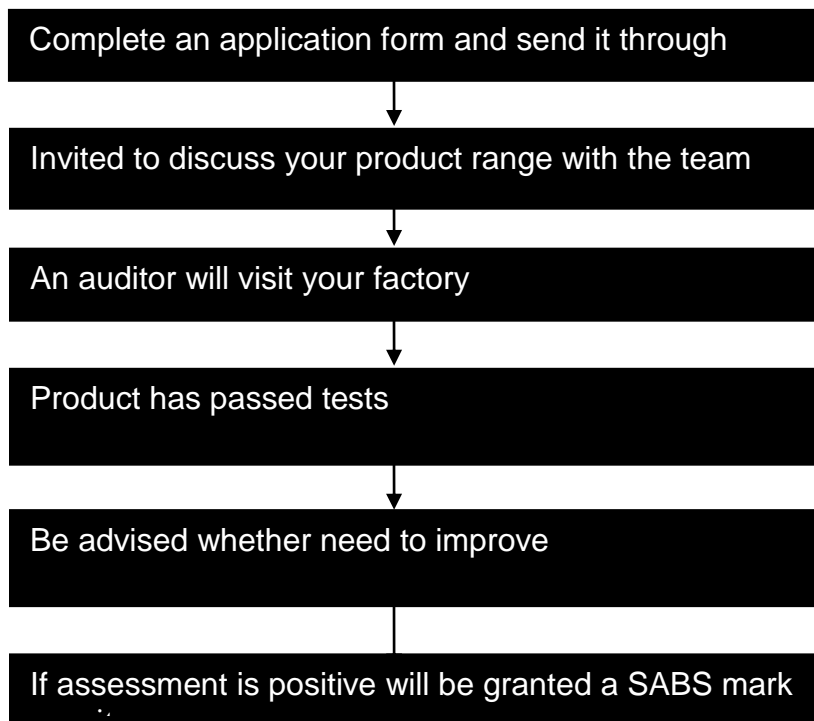 Complete an application form and send it through
Invited to discuss your product range with the team
An auditor will visit your factory
Product has passed tests
Be advised whether need to improve
If assessment is positive will be granted a SABS mark